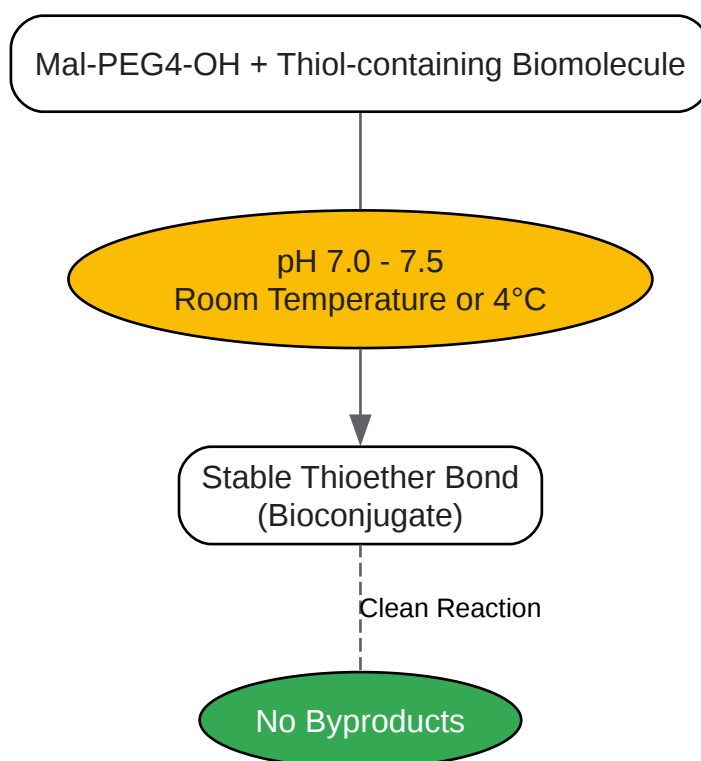 Mal-PEG4-OH + Thiol-containing Biomolecule
pH 7.0 - 7.5
Room Temperature or 4°C
Stable Thioether Bond
(Bioconjugate)
Clean Reaction
No Byproducts